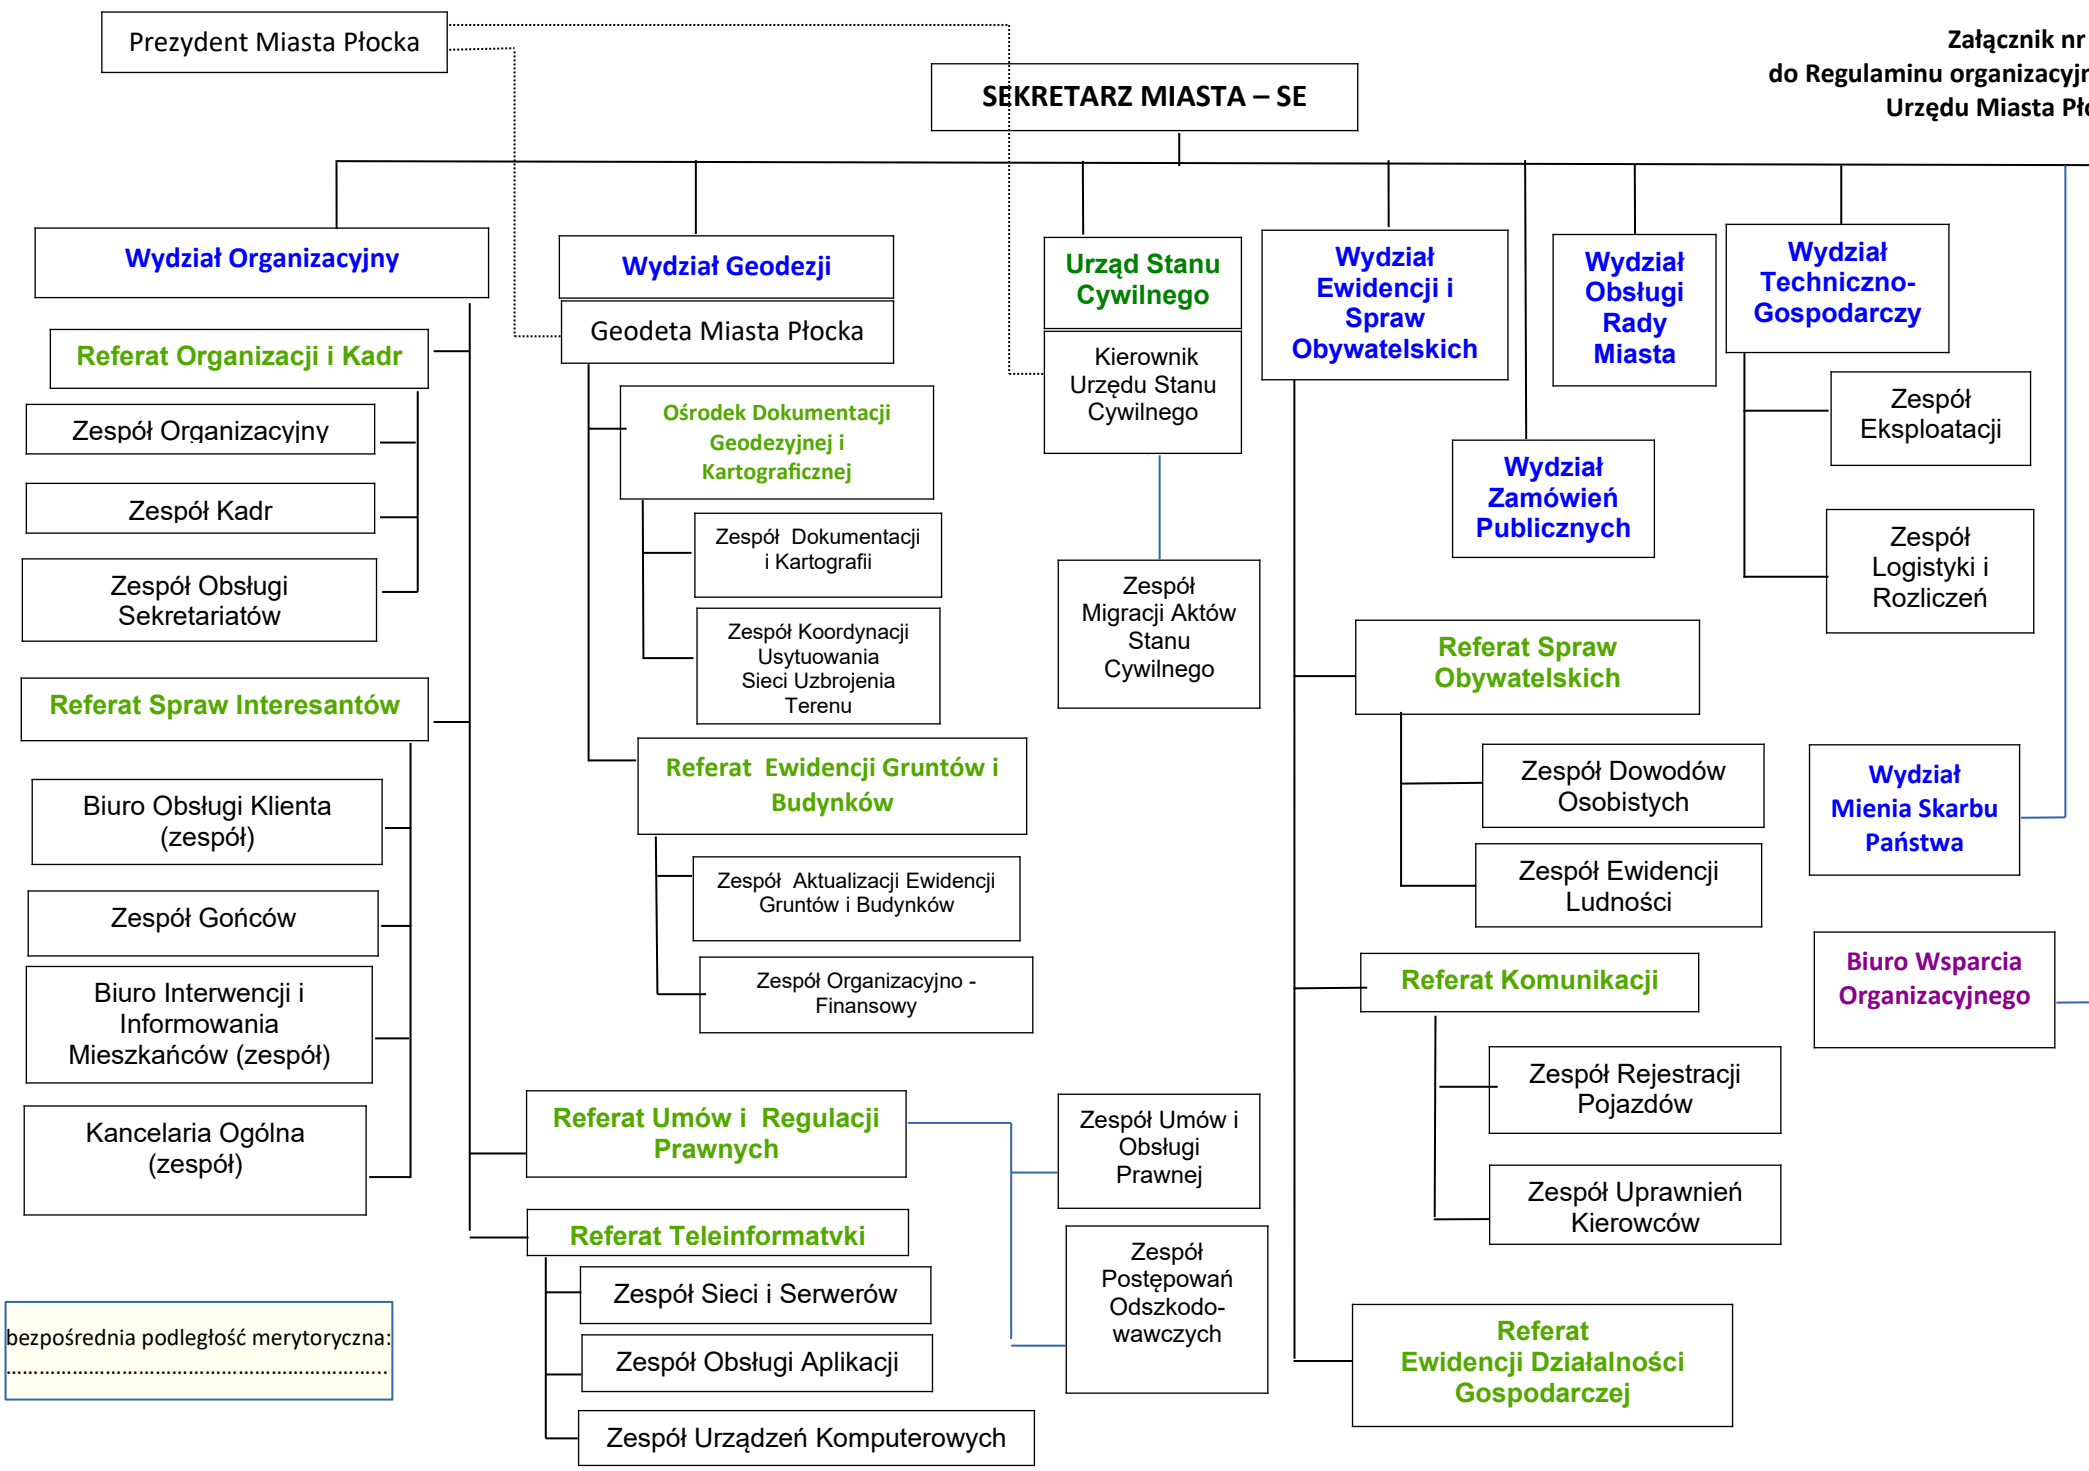 Prezydent Miasta Płocka
Załącznik nr
do Regulaminu
Urzędu Miasta
SEKRETARZ MIASTA – SE
Wydział Organizacyjny
Referat Organizacji i Kadr
Zespół Organizacyjny
Zespół Kadr
Zespół Obsługi
Sekretariatów
Referat Spraw Interesantów
Biuro Obsługi Klienta
(zespół)
Zespół Gońców
Biuro Interwencji i
Informowania
Mieszkańców (zespół)
Kancelaria Ogólna
(zespół)
bezpośrednia podległość merytoryczna:
................................................................
Wydział Geodezji
Geodeta Miasta Płocka
Ośrodek Dokumentacji
Geodezyjnej i
Kartograficznej
Zespół Dokumentacji
i Kartografii
Zespół Koordynacji
Usytuowania
Sieci Uzbrojenia
Terenu
Referat Ewidencji Gruntów i
Budynków
Zespół Aktualizacji Ewidencji
Gruntów i Budynków
Zespół Organizacyjno -
Finansowy
Referat Umów i Regulacji
Prawnych
Zespół Umów i
Obsługi
Prawnej
Zespół
Postępowań
Odszkodo-
wawczych
Referat Teleinformatyki
Zespół Sieci i Serwerów
Zespół Obsługi Aplikacji
Zespół Urządzeń Komputerowych
Urząd Stanu
Cywilnego
Kierownik
Urzędu Stanu
Cywilnego
Zespół
Migracji Aktów
Stanu
Cywilnego
Wydział
Ewidencji i
Spraw
Obywatelskich
Referat Spraw
Obywatelskich
Zespół Dowodów
Osobistych
Zespół Ewidencji
Ludności
Referat Komunikacji
Zespół Rejestracji
Pojazdów
Zespół Uprawnień
Kierowców
Referat
Ewidencji Działalności
Gospodarczej
Wydział
Zamówień
Publicznych
Wydział
Obsługi
Rady
Miasta
Wydział
Techniczno-
Gospodarczy
Zespół
Eksploatacji
Zespół
Logistyki i
Rozliczeń
Wydział
Mienia Skarbu
Państwa
Biuro Wsparcia
Organizacyjnego